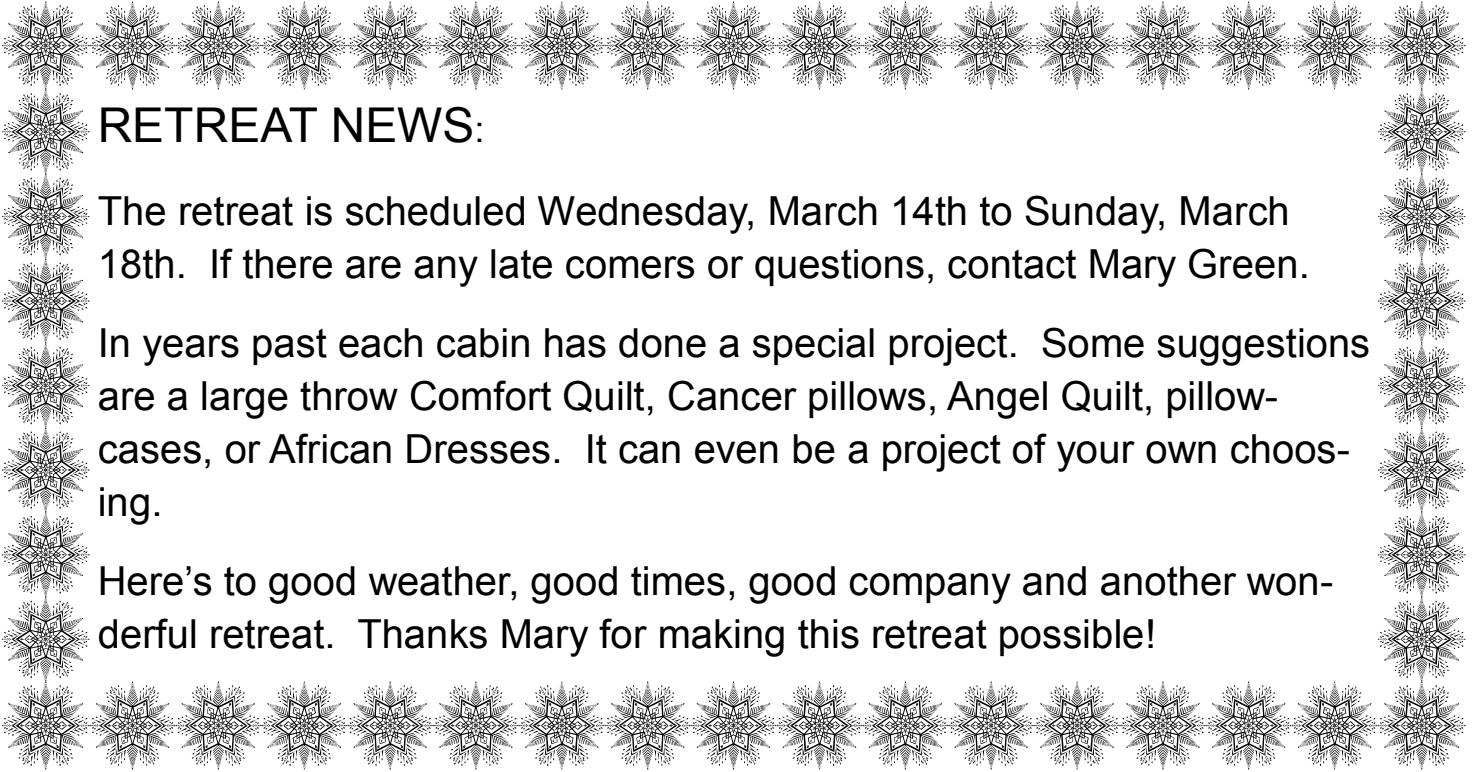 RETREAT NEWS:
The retreat is scheduled Wednesday, March 14th to Sunday, March
18th.  If there are any late comers or questions, contact Mary Green.
In years past each cabin has done a special project.  Some suggestions
are a large throw Comfort Quilt, Cancer pillows, Angel Quilt, pillow-
cases, or African Dresses.  It can even be a project of your own choos-
ing.
Here’s to good weather, good times, good company and another won-
derful retreat.  Thanks Mary for making this retreat possible!